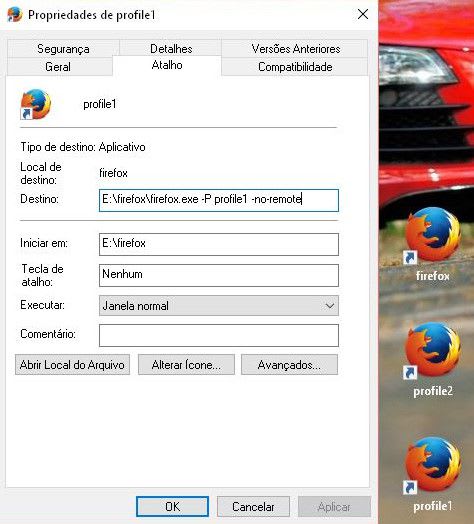 Propriedades de profile1
Segurança Detalhes Versões Anteriores
Geral Atalho Compatibilidade
profile1
Tipo de destino: Aplicativo
Local de destino: firefox
Destino: E:\firefox\firefox.exe -P profile1 -no-remote
Iniciar em: E:\firefox
Tecla de atalho: Nenhum
Executar: Janela normal
Comentário:
Abrir Local do Arquivo Alterar Ícone... Avançados...
OK Cancelar Aplicar
firefox
profile2
profile1